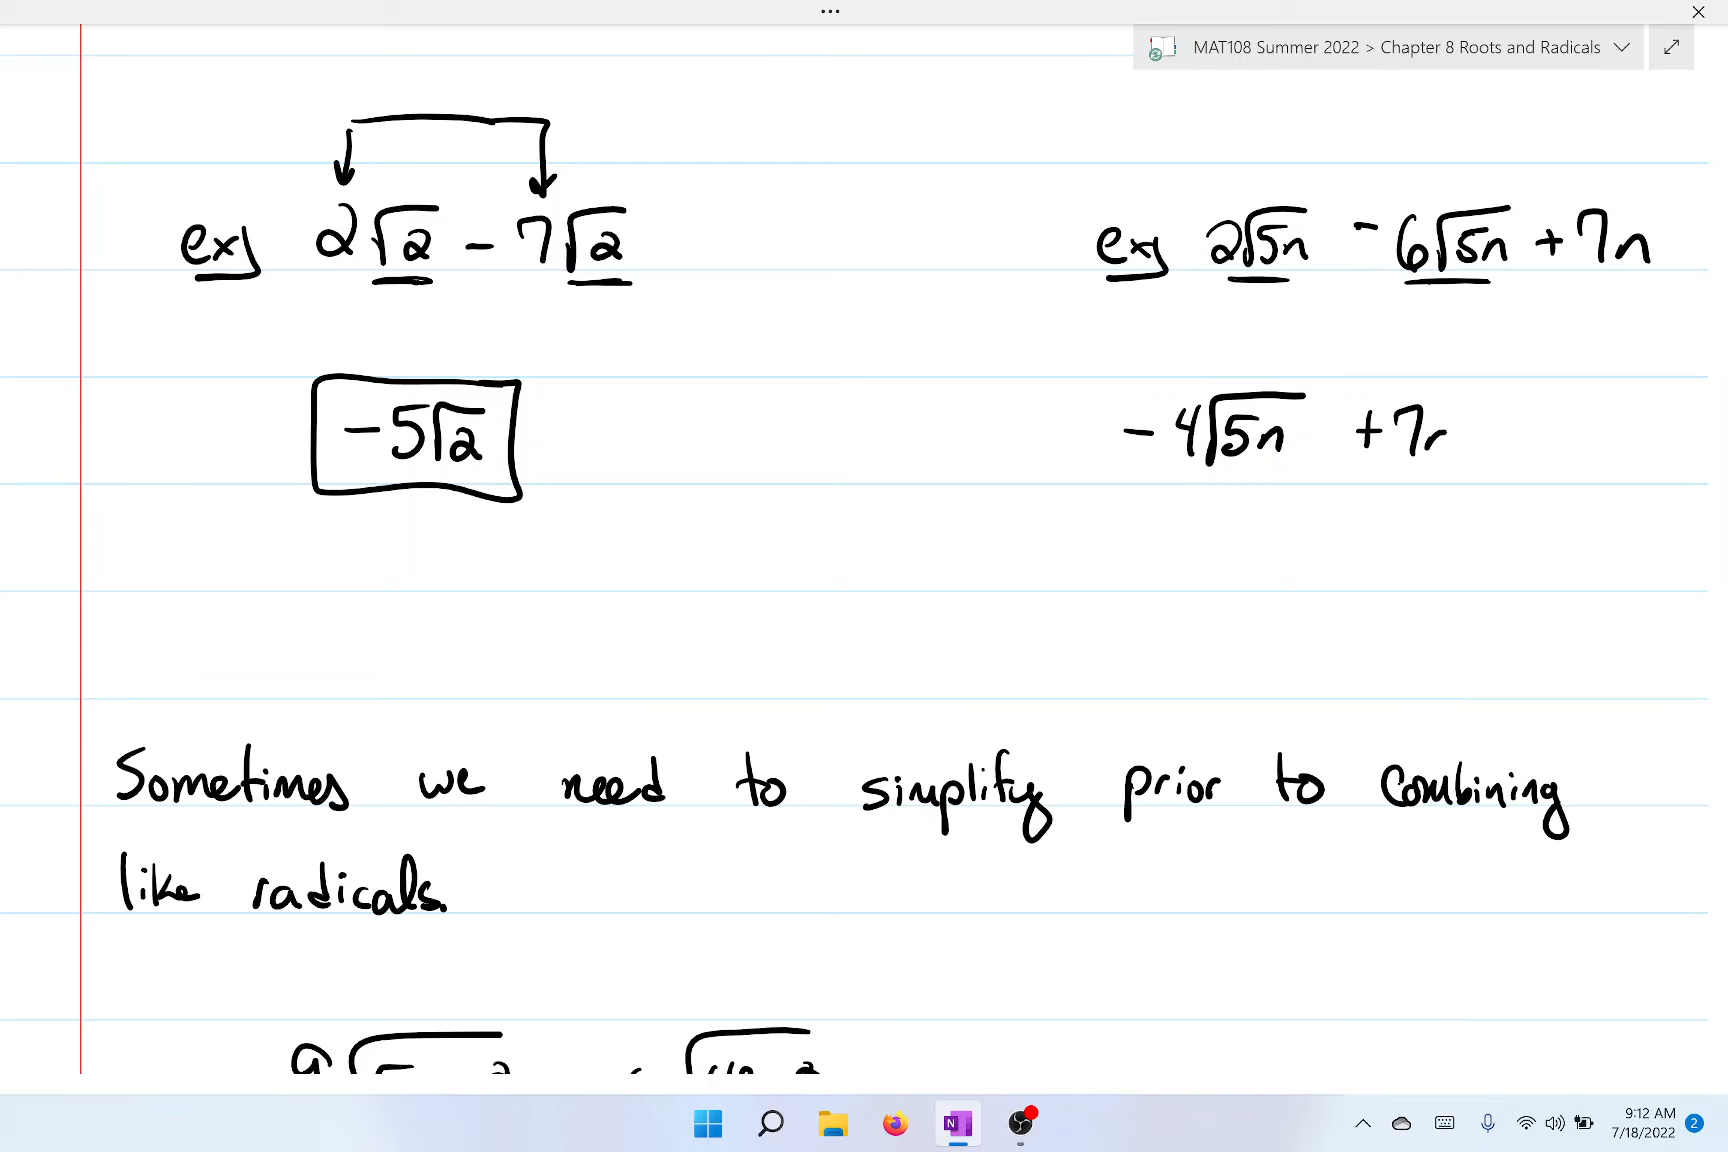 MAT108 Summer 2022 > Chapter 8 Roots and Radicals
ex) 2√2 - 7√2
ex) 2√5n - 6√5n + 7n
-5√2
-4√5n + 7r
Sometimes we need to simplify prior to combining
like radicals.
9:12 AM
7/18/2022
2